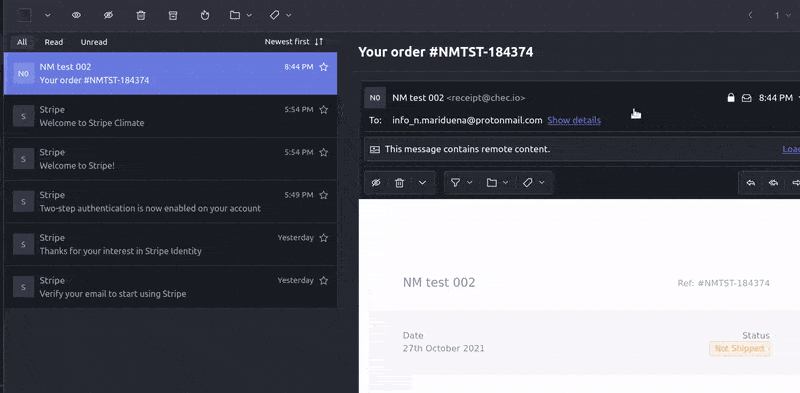 1
All Read Unread Newest first
N0 NM test 002 8:44 PM
Your order #NMTST-184374
S Stripe 5:54 PM
Welcome to Stripe Climate
S Stripe 5:54 PM
Welcome to Stripe!
S Stripe 5:49 PM
Two-step authentication is now enabled on your account
S Stripe Yesterday
Thanks for your interest in Stripe Identity
S Stripe Yesterday
Verify your email to start using Stripe
Your order #NMTST-184374
N0 NM test 002 <receipt@chec.io> 8:44 PM
To: info_n.mariduena@protonmail.com Show details
This message contains remote content.
NM test 002 Ref: #NMTST-184374
Date Status
27th October 2021 Not Shipped